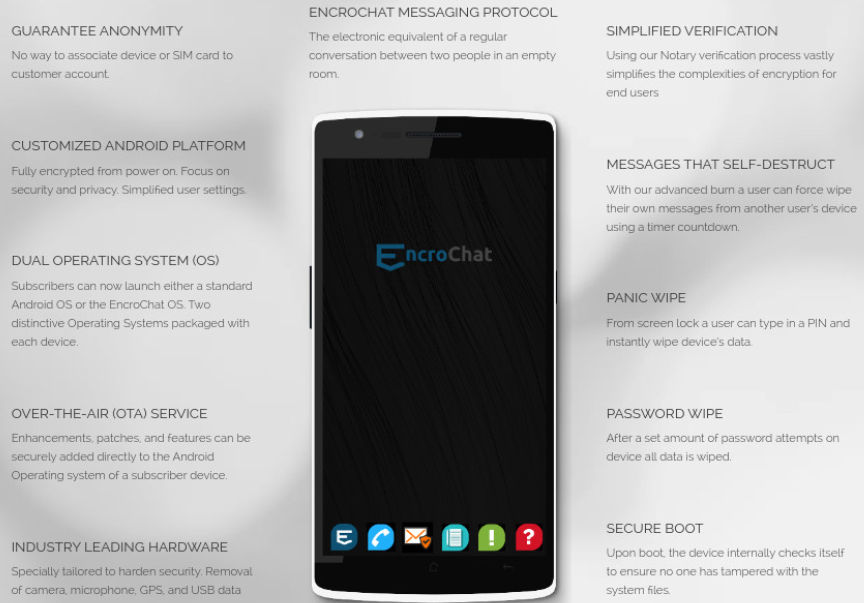 GUARANTEE ANONYMITY
No way to associate device or SIM card to
customer account.
CUSTOMIZED ANDROID PLATFORM
Fully encrypted from power on. Focus on
security and privacy. Simplified user settings.
DUAL OPERATING SYSTEM (OS)
Subscribers can now launch either a standard
Android OS or the EncroChat OS. Two
distinctive Operating Systems packaged with
each device.
OVER-THE-AIR (OTA) SERVICE
Enhancements, patches, and features can be
securely added directly to the Android
Operating system of a subscriber device.
INDUSTRY LEADING HARDWARE
Specially tailored to harden security. Removal
of camera, microphone, GPS, and USB data
ENCROCHAT MESSAGING PROTOCOL
The electronic equivalent of a regular
conversation between two people in an empty
room.
EncroChat
SIMPLIFIED VERIFICATION
Using our Notary verification process vastly
simplifies the complexities of encryption for
end users
MESSAGES THAT SELF-DESTRUCT
With our advanced burn a user can force wipe
their own messages from another user's device
using a timer countdown.
PANIC WIPE
From screen lock a user can type in a PIN and
instantly wipe device's data.
PASSWORD WIPE
After a set amount of password attempts on
device all data is wiped.
SECURE BOOT
Upon boot, the device internally checks itself
to ensure no one has tampered with the
system files.